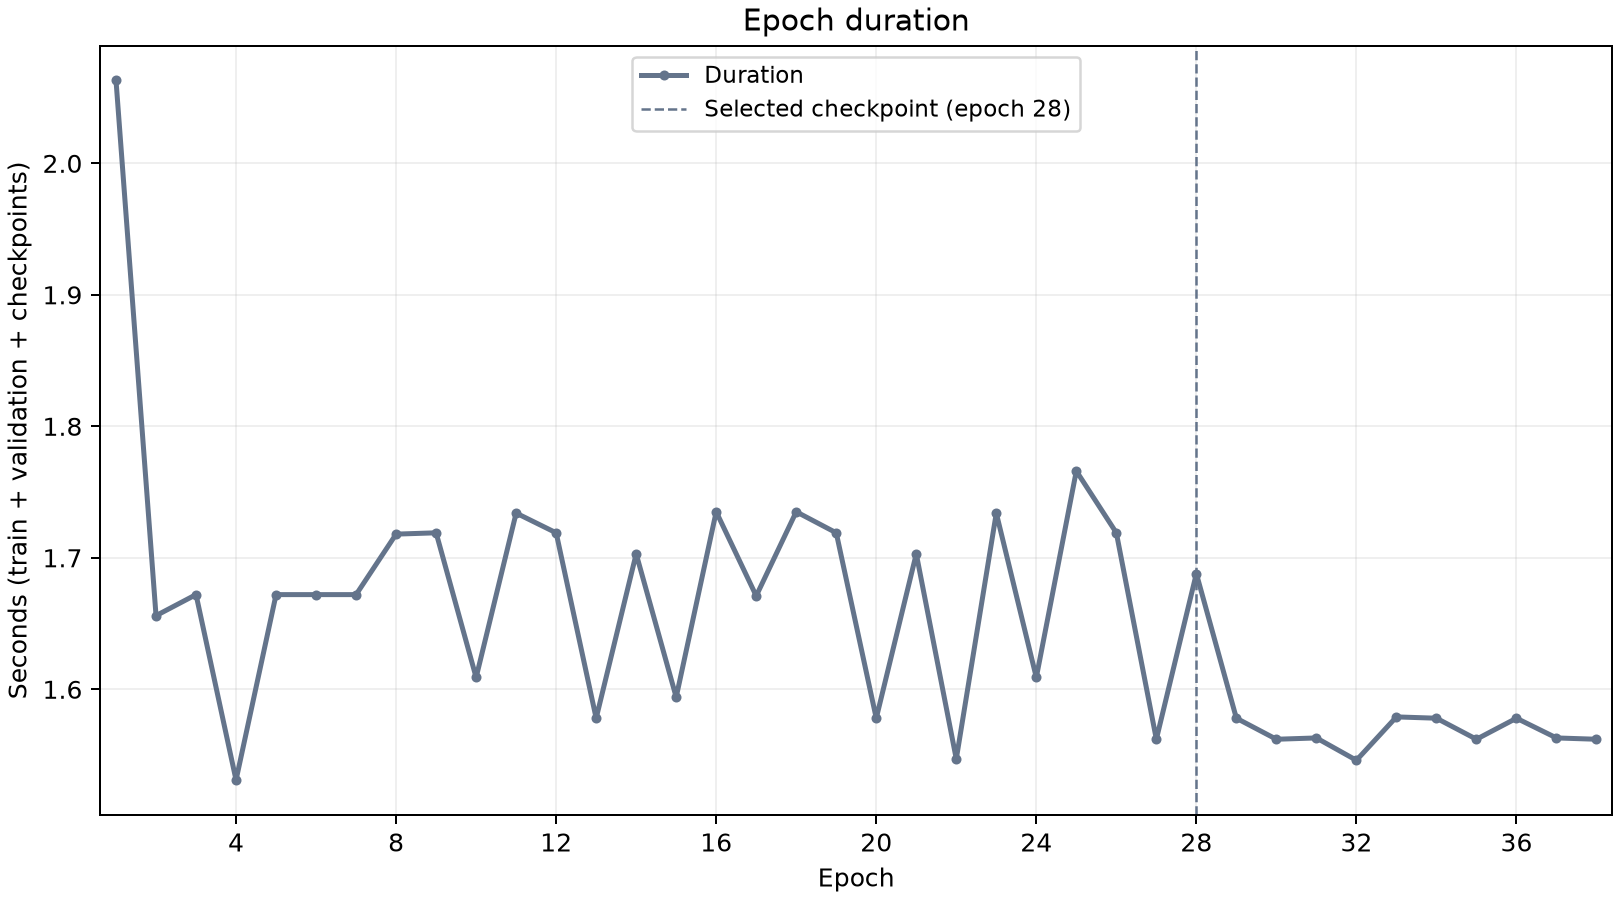 Epoch duration
Duration
Selected checkpoint (epoch 28)
Seconds (train + validation + checkpoints)
2.0
1.9
1.8
1.7
1.6
4 8 12 16 20 24 28 32 36
Epoch